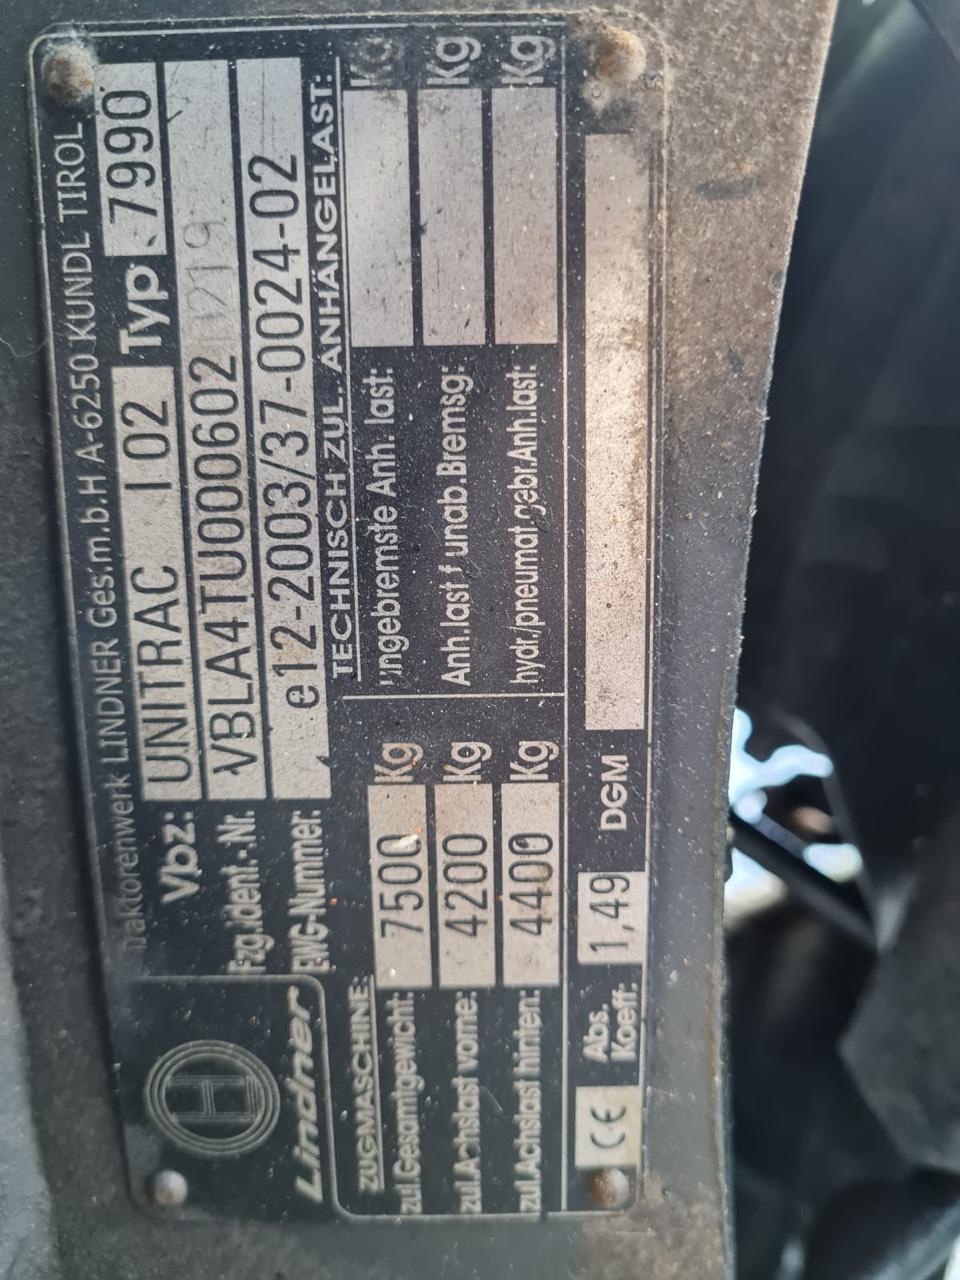 Traktorenwerk LINDNER Ges.m.b.H A-6250 KUNDL TIROL
Vbz: UNITRAC 102 Typ 7990
Fzg.ident.-Nr. VBLA4TU000602 0219
EWG-Nummer: e12-2003/37-0024-02
Lindner
ZUGMASCHINE:
zul.Gesamtgewicht: 7500 Kg
zul.Achslast vorne: 4200 Kg
zul.Achslast hinten: 4400 Kg
TECHNISCH ZUL. ANHÄNGELAST:
Ungebremste Anh. last: Kg
Anh.last f unab.Bremsg: Kg
hydr./pneumat.gebr.Anh.last: Kg
CE Abs. Koeff: 1,49 DGM